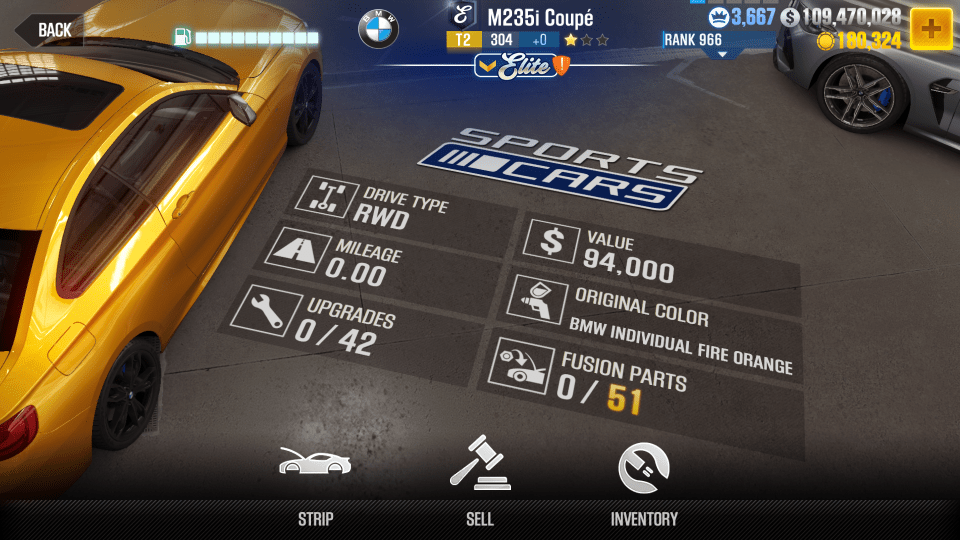 BACK
BMW
M235i Coupé
T2 304 +0
Elite
3,667
$ 109,470,028
RANK 966
SPORTS
CARS
DRIVE TYPE
RWD
MILEAGE
0.00
UPGRADES
0 / 42
$
VALUE
94,000
ORIGINAL COLOR
BMW INDIVIDUAL FIRE ORANGE
FUSION PARTS
0 / 51
STRIP
SELL
INVENTORY